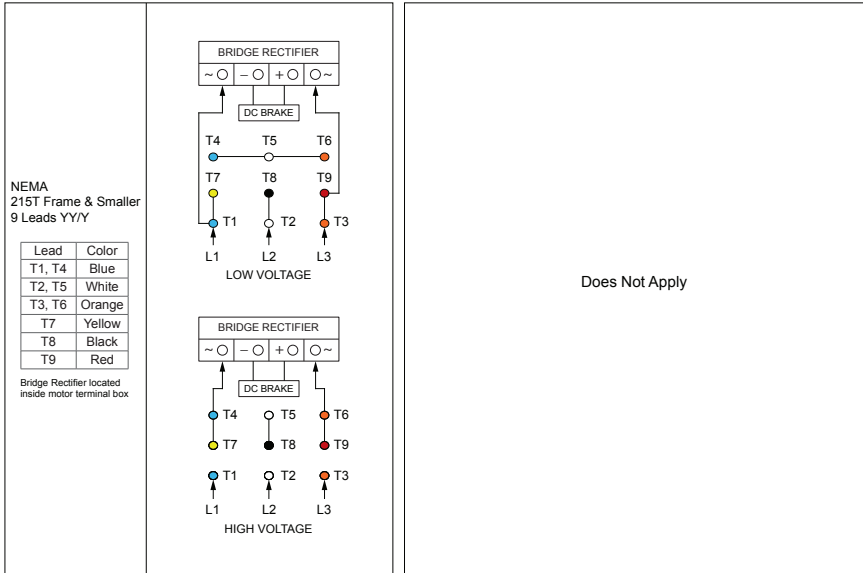 NEMA
215T Frame & Smaller
9 Leads YY/Y
Lead Color
T1, T4 Blue
T2, T5 White
T3, T6 Orange
T7 Yellow
T8 Black
T9 Red
Bridge Rectifier located
inside motor terminal box
BRIDGE RECTIFIER
~ – + ~
DC BRAKE
T4 T5 T6
T7 T8 T9
T1 T2 T3
L1 L2 L3
LOW VOLTAGE
BRIDGE RECTIFIER
~ – + ~
DC BRAKE
T4 T5 T6
T7 T8 T9
T1 T2 T3
L1 L2 L3
HIGH VOLTAGE
Does Not Apply